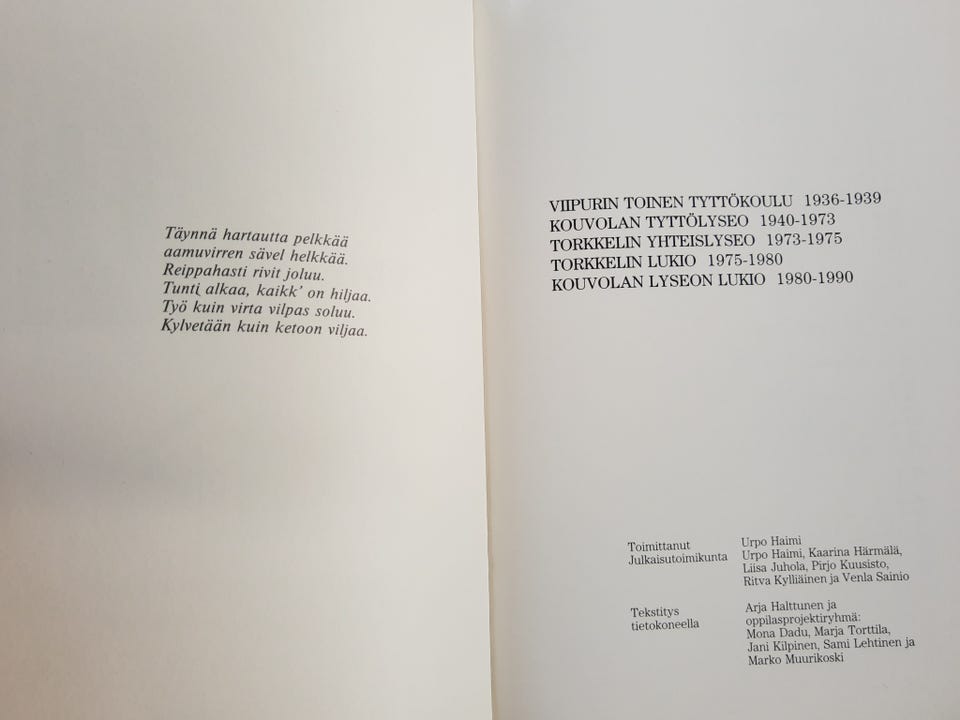 Täynnä hartautta pelkkää
aamuvirren sävel helkkää.
Reippahasti rivit joluu.
Tunti alkaa, kaikk' on hiljaa.
Työ kuin virta vilpas soluu.
Kylvetään kuin ketoon viljaa.
VIIPURIN TOINEN TYTTÖKOULU 1936-1939
KOUVOLAN TYTTÖLYSEO 1940-1973
TORKKELIN YHTEISLYSEO 1973-1975
TORKKELIN LUKIO 1975-1980
KOUVOLAN LYSEON LUKIO 1980-1990
Toimittanut Urpo Haimi
Julkaisutoimikunta Urpo Haimi, Kaarina Härmälä,
Liisa Juhola, Pirjo Kuusisto,
Ritva Kylliäinen ja Venla Sainio
Tekstitys Arja Halttunen ja
tietokoneella oppilasprojektiryhmä:
Mona Dadu, Marja Torttila,
Jani Kilpinen, Sami Lehtinen ja
Marko Muurikoski